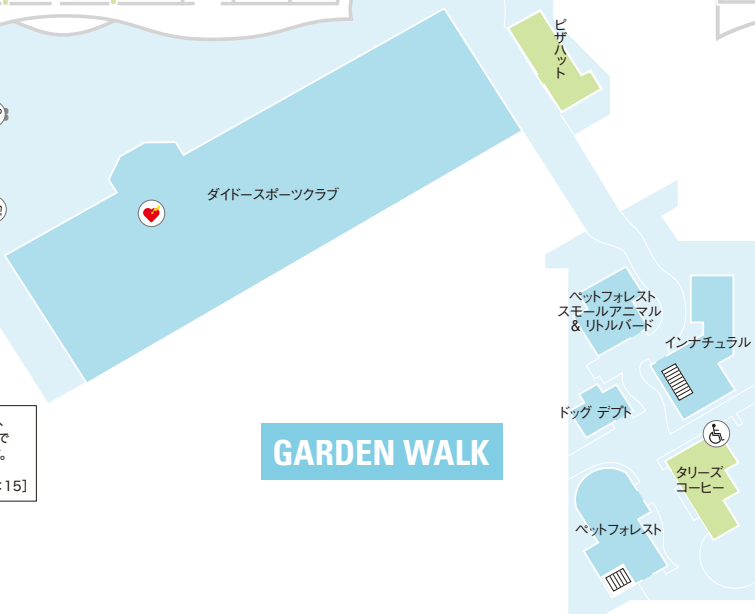 ピザハット
ダイドースポーツクラブ
ペットフォレスト
スモールアニマル
& リトルバード
インナチュラル
ドッグ デプト
GARDEN WALK
タリーズ
コーヒー
ペットフォレスト
で
。
:15]